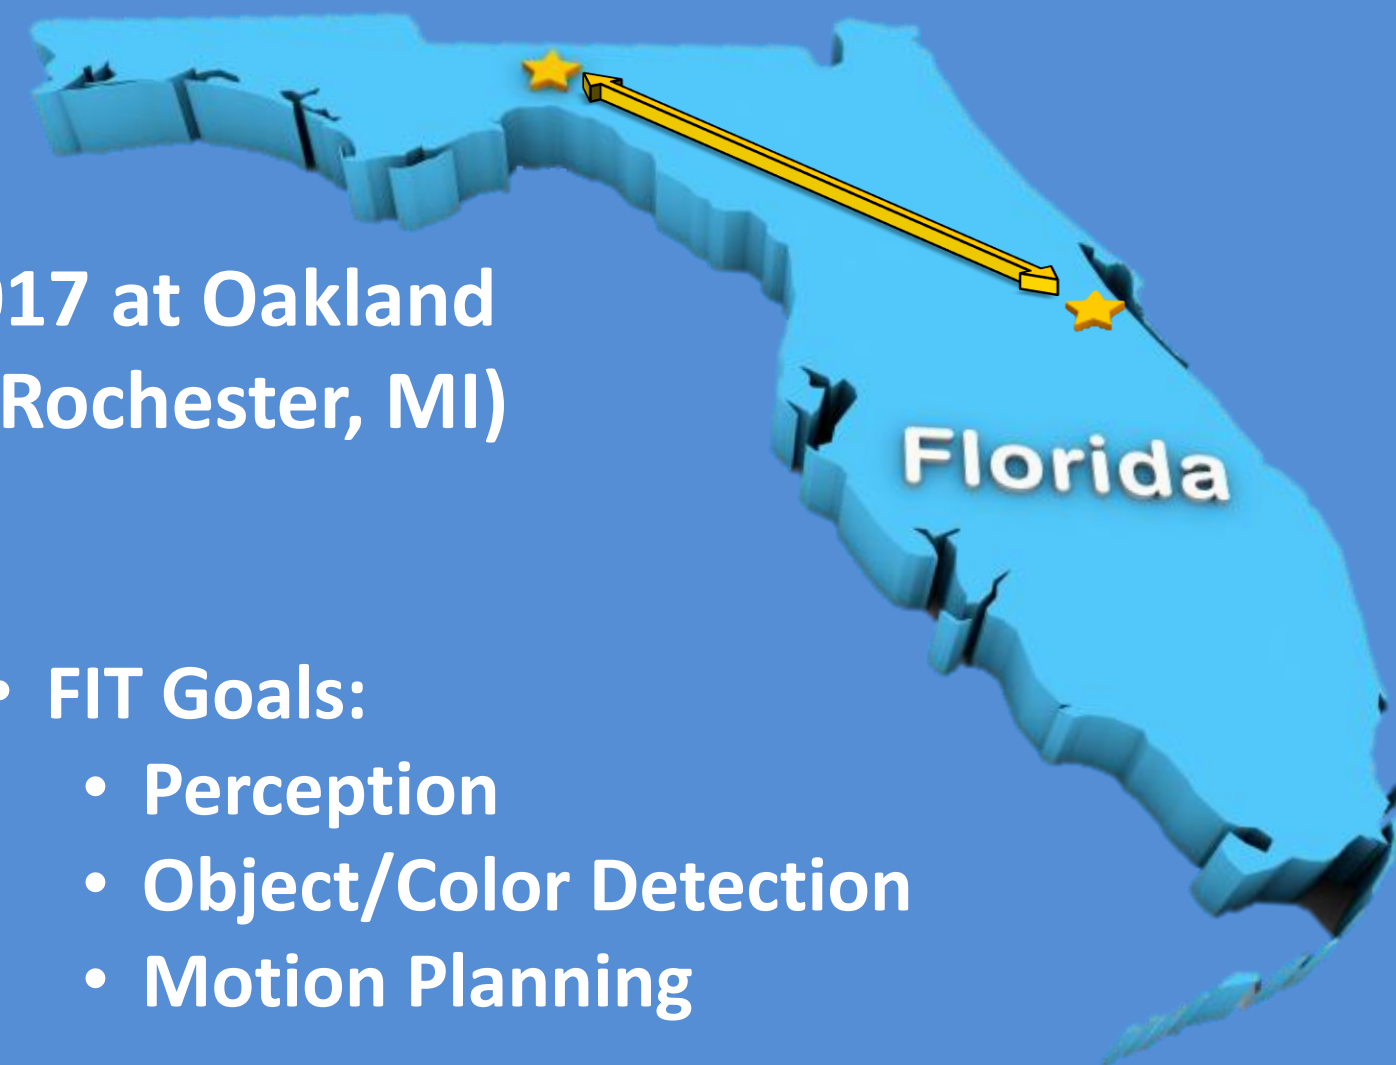 17 at Oakland
Rochester, MI)
Florida
• FIT Goals:
• Perception
• Object/Color Detection
• Motion Planning